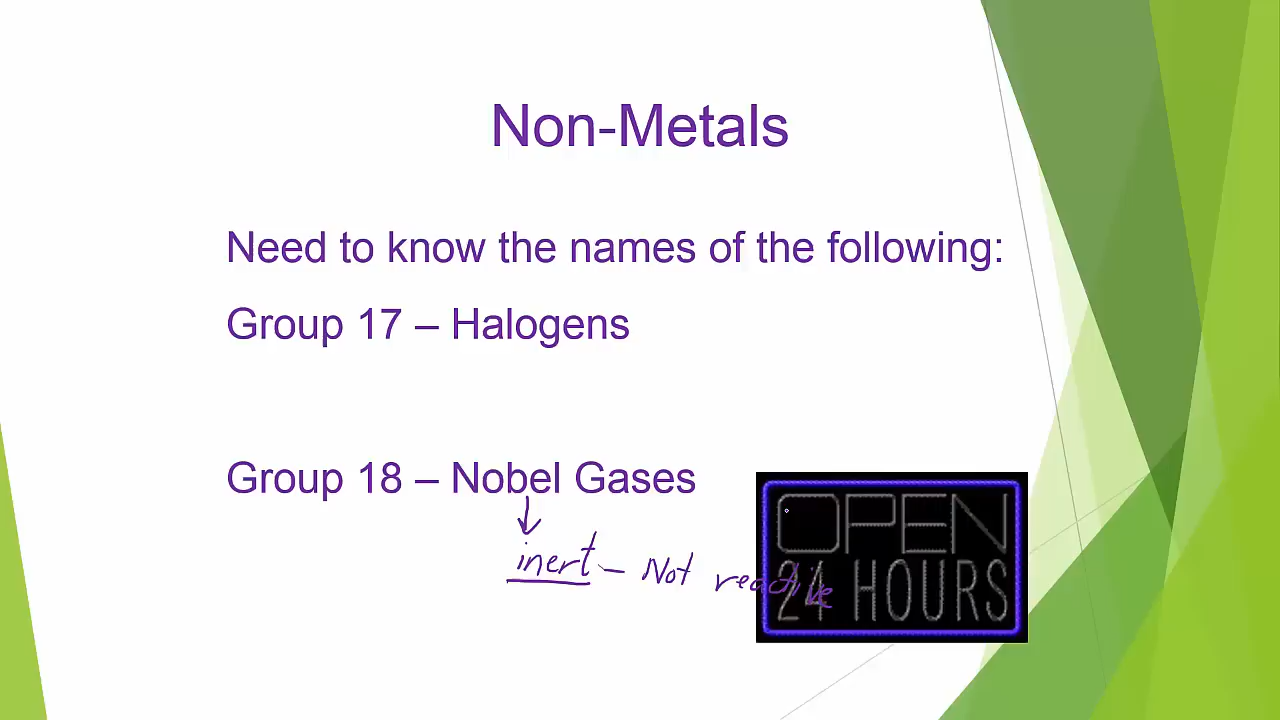 Non-Metals
Need to know the names of the following:
Group 17 – Halogens
Group 18 – Nobel Gases
inert – Not reactive
OPEN
24 HOURS